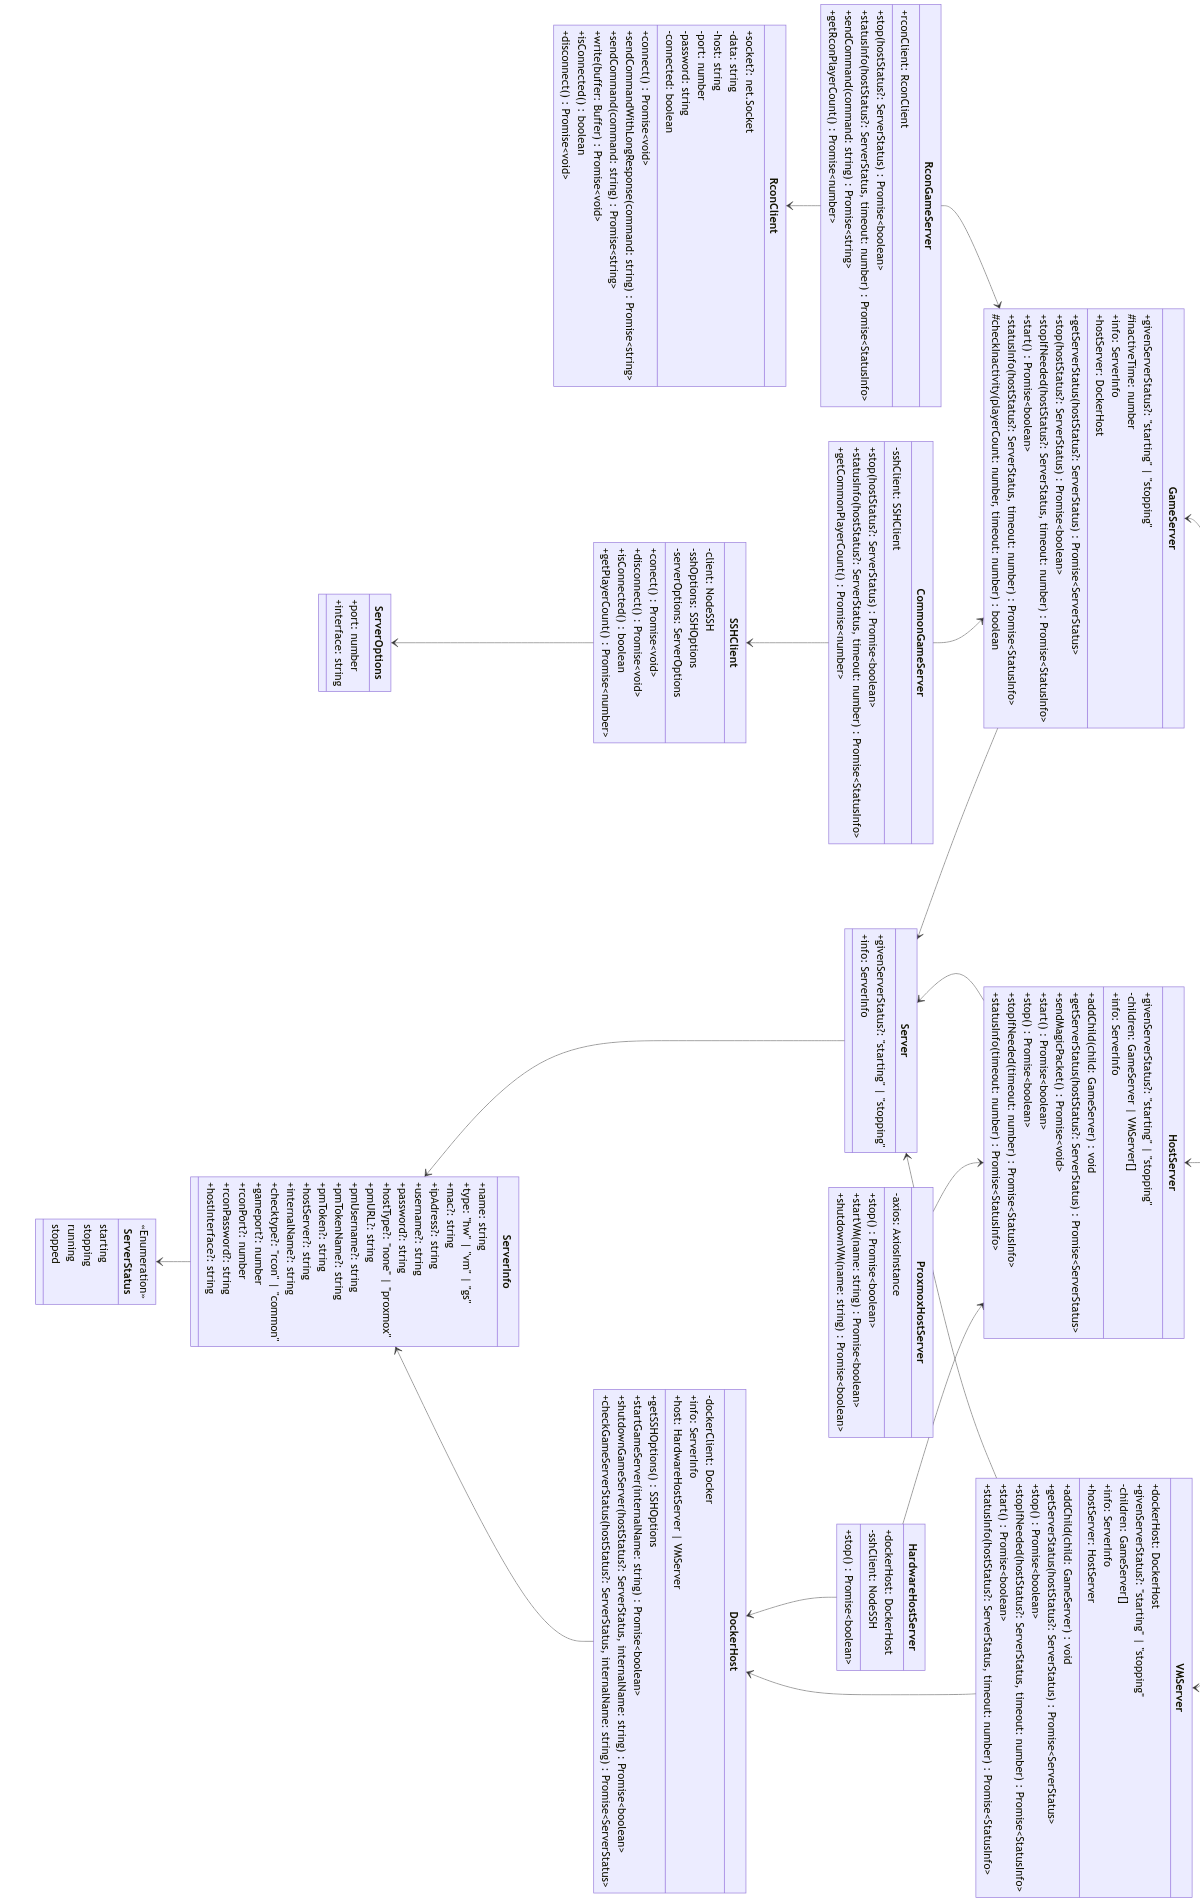 GameServer
+givenServerStatus?: "starting" | "stopping"
#inactiveTime: number
+info: ServerInfo
+hostServer: DockerHost
+getServerStatus(hostStatus?: ServerStatus) : Promise<ServerStatus>
+stop(hostStatus?: ServerStatus) : Promise<boolean>
+stopIfNeeded(hostStatus?: ServerStatus, timeout: number) : Promise<StatusInfo>
+start() : Promise<boolean>
+statusInfo(hostStatus?: ServerStatus, timeout: number) : Promise<StatusInfo>
#checkInactivity(playerCount: number, timeout: number) : boolean
HostServer
+givenServerStatus?: "starting" | "stopping"
-children: GameServer | VMServer[]
+info: ServerInfo
+addChild(child: GameServer) : void
+getServerStatus(hostStatus?: ServerStatus) : Promise<ServerStatus>
+sendMagicPacket() : Promise<void>
+start() : Promise<boolean>
+stop() : Promise<boolean>
+stopIfNeeded(timeout: number) : Promise<StatusInfo>
+statusInfo(timeout: number) : Promise<StatusInfo>
VMServer
+dockerHost: DockerHost
+givenServerStatus?: "starting" | "stopping"
-children: GameServer[]
+info: ServerInfo
+hostServer: HostServer
+addChild(child: GameServer) : void
+getServerStatus(hostStatus?: ServerStatus) : Promise<ServerStatus>
+stop() : Promise<boolean>
+stopIfNeeded(hostStatus?: ServerStatus, timeout: number) : Promise<StatusInfo>
+start() : Promise<boolean>
+statusInfo(hostStatus?: ServerStatus, timeout: number) : Promise<StatusInfo>
RconGameServer
+rconClient: RconClient
+stop(hostStatus?: ServerStatus) : Promise<boolean>
+statusInfo(hostStatus?: ServerStatus, timeout: number) : Promise<StatusInfo>
+sendCommand(command: string) : Promise<string>
+getRconPlayerCount() : Promise<number>
CommonGameServer
-sshClient: SSHClient
+stop(hostStatus?: ServerStatus) : Promise<boolean>
+statusInfo(hostStatus?: ServerStatus, timeout: number) : Promise<StatusInfo>
+getCommonPlayerCount() : Promise<number>
Server
+givenServerStatus?: "starting" | "stopping"
+info: ServerInfo
ProxmoxHostServer
-axios: AxiosInstance
+stop() : Promise<boolean>
+startVM(name: string) : Promise<boolean>
+shutdownVM(name: string) : Promise<boolean>
HardwareHostServer
+dockerHost: DockerHost
-sshClient: NodeSSH
+stop() : Promise<boolean>
RconClient
+socket?: net.Socket
-data: string
-host: string
-port: number
-password: string
-connected: boolean
+connect() : Promise<void>
+sendCommandWithLongResponse(command: string) : Promise<string>
+sendCommand(command: string) : Promise<string>
+write(buffer: Buffer) : Promise<void>
+isConnected() : boolean
+disconnect() : Promise<void>
SSHClient
-client: NodeSSH
-sshOptions: SSHOptions
-serverOptions: ServerOptions
+conect() : Promise<void>
+disconnect() : Promise<void>
+isConnected() : boolean
+getPlayerCount() : Promise<number>
DockerHost
-dockerClient: Docker
+info: ServerInfo
+host: HardwareHostServer | VMServer
+getSSHOptions() : SSHOptions
+startGameServer(internalName: string) : Promise<boolean>
+shutdownGameServer(hostStatus?: ServerStatus, internalName: string) : Promise<boolean>
+checkGameServerStatus(hostStatus?: ServerStatus, internalName: string) : Promise<ServerStatus>
ServerOptions
+port: number
+interface: string
ServerInfo
+name: string
+type: "hw" | "vm" | "gs"
+mac?: string
+ipAdress?: string
+username?: string
+password?: string
+hostType?: "none" | "proxmox"
+pmURL?: string
+pmUsername?: string
+pmTokenName?: string
+pmToken?: string
+hostServer?: string
+internalName?: string
+checktype?: "rcon" | "common"
+gameport?: number
+rconPort?: number
+rconPassword?: string
+hostInterface?: string
«Enumeration»
ServerStatus
starting
stopping
running
stopped